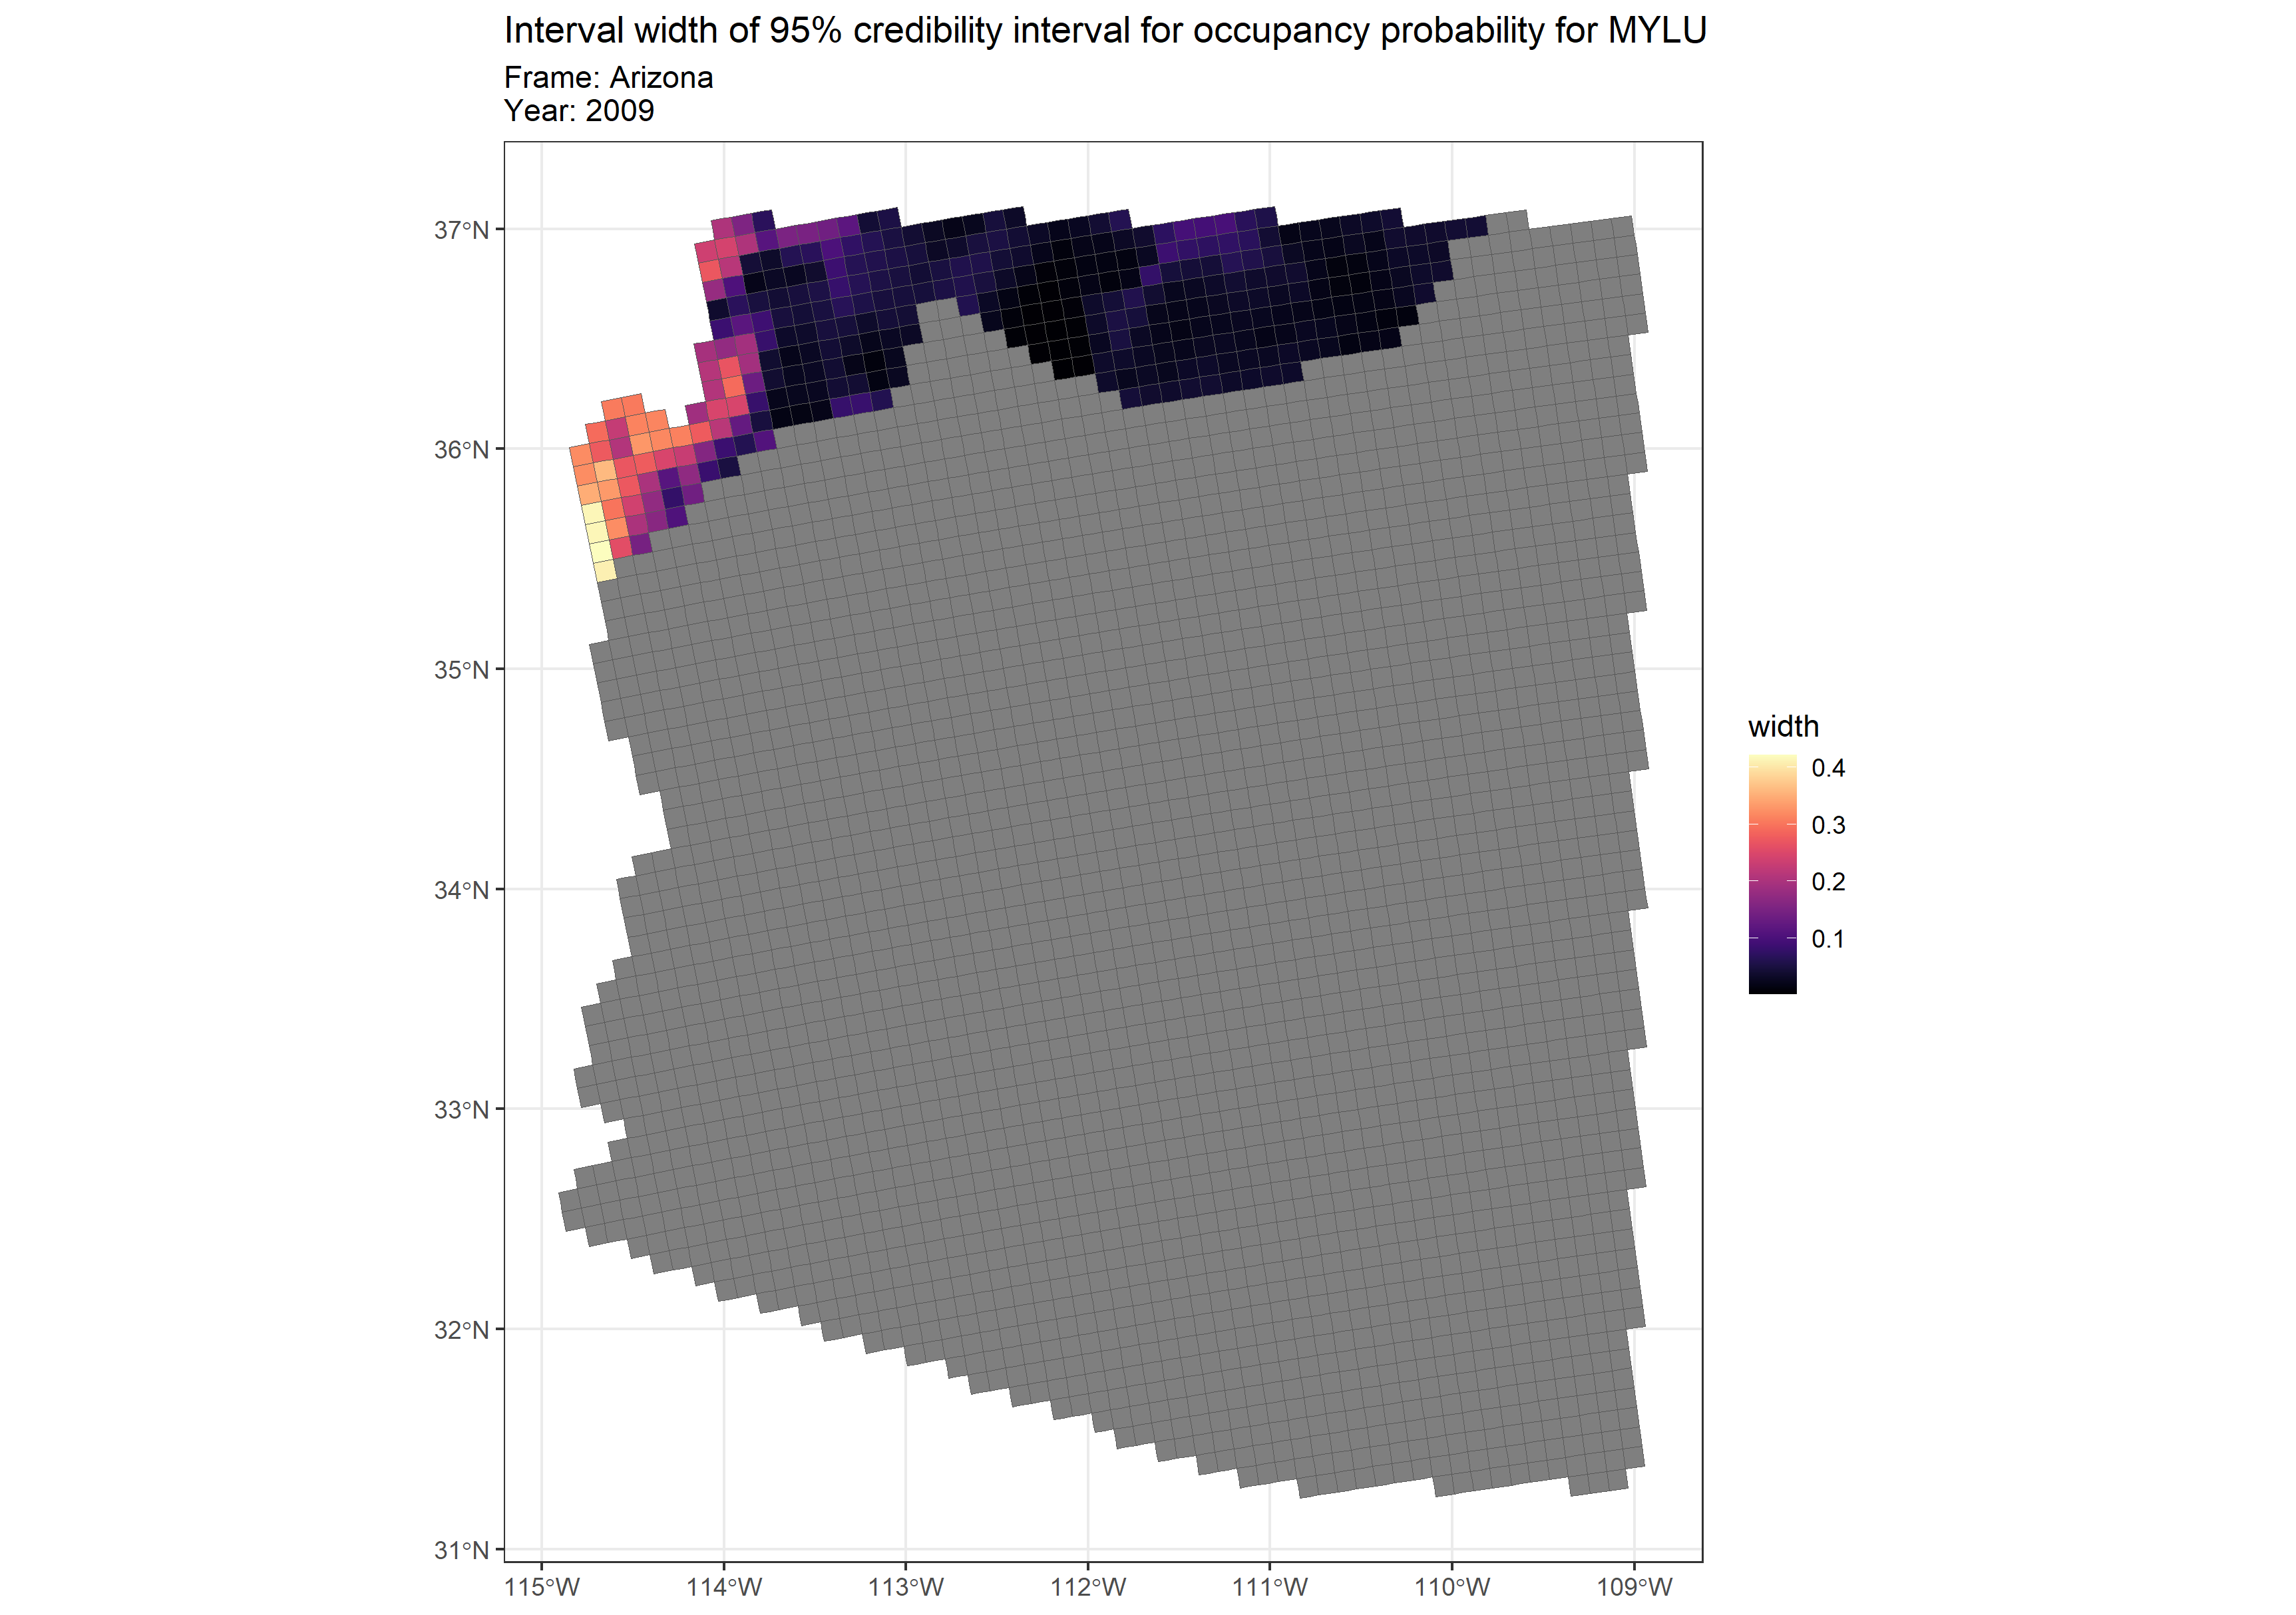 Interval width of 95% credibility interval for occupancy probability for MYLU
Frame: Arizona
Year: 2009
37°N
36°N
35°N
34°N
33°N
32°N
31°N
115°W 114°W 113°W 112°W 111°W 110°W 109°W
width
0.4
0.3
0.2
0.1